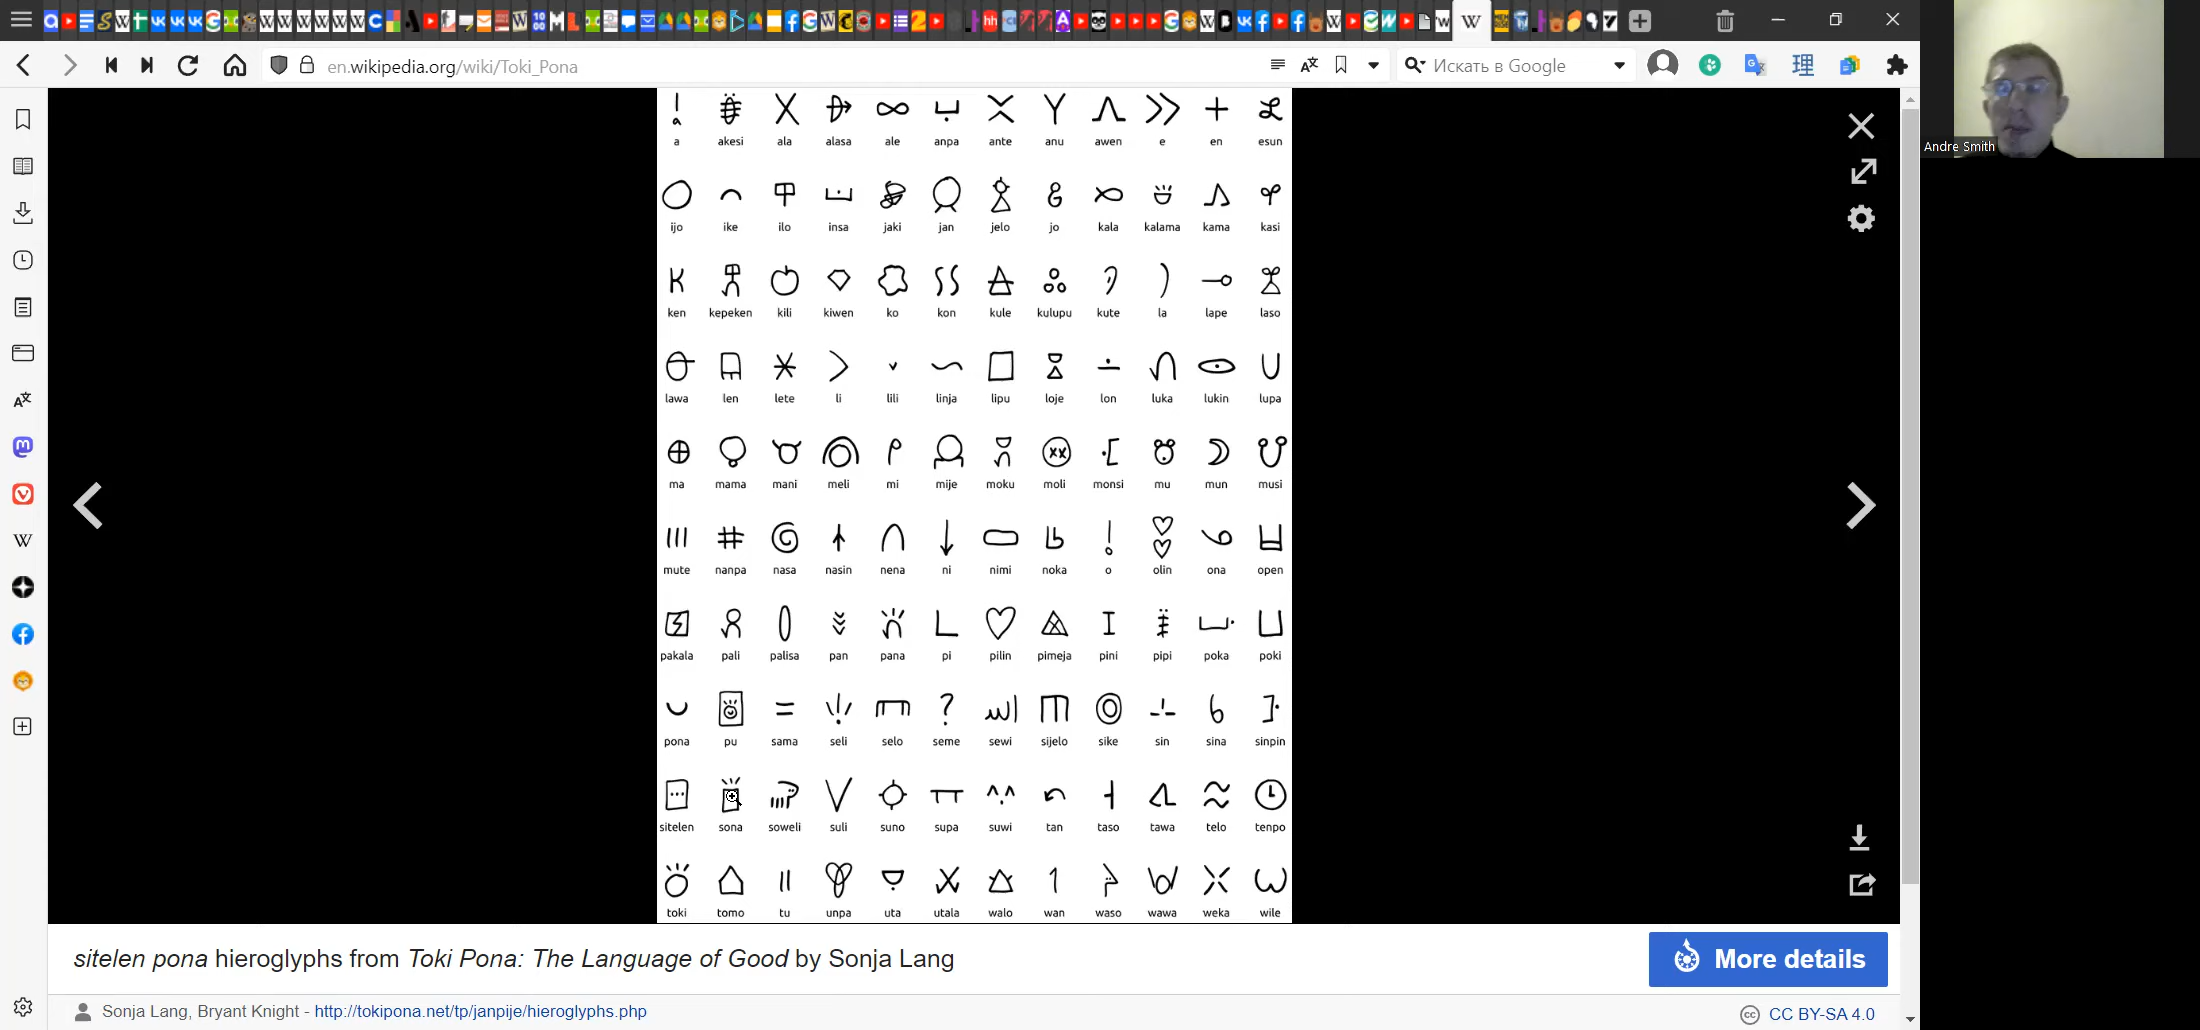 en.wikipedia.org/wiki/Toki_Pona
Искать в Google
Andre Smith
a akesi ala alasa ale anpa ante anu awen e en esun
ijo ike ilo insa jaki jan jelo jo kala kalama kama kasi
ken kepeken kili kiwen ko kon kule kulupu kute la lape laso
lawa len lete li lili linja lipu loje lon luka lukin lupa
ma mama mani meli mi mije moku moli monsi mu mun musi
mute nanpa nasa nasin nena ni nimi noka o olin ona open
pakala pali palisa pan pana pi pilin pimeja pini pipi poka poki
pona pu sama seli selo seme sewi sijelo sike sin sina sinpin
sitelen sona soweli suli suno supa suwi tan taso tawa telo tenpo
toki tomo tu unpa uta utala walo wan waso wawa weka wile
sitelen pona hieroglyphs from Toki Pona: The Language of Good by Sonja Lang
More details
Sonja Lang, Bryant Knight - http://tokipona.net/tp/janpije/hieroglyphs.php
CC BY-SA 4.0